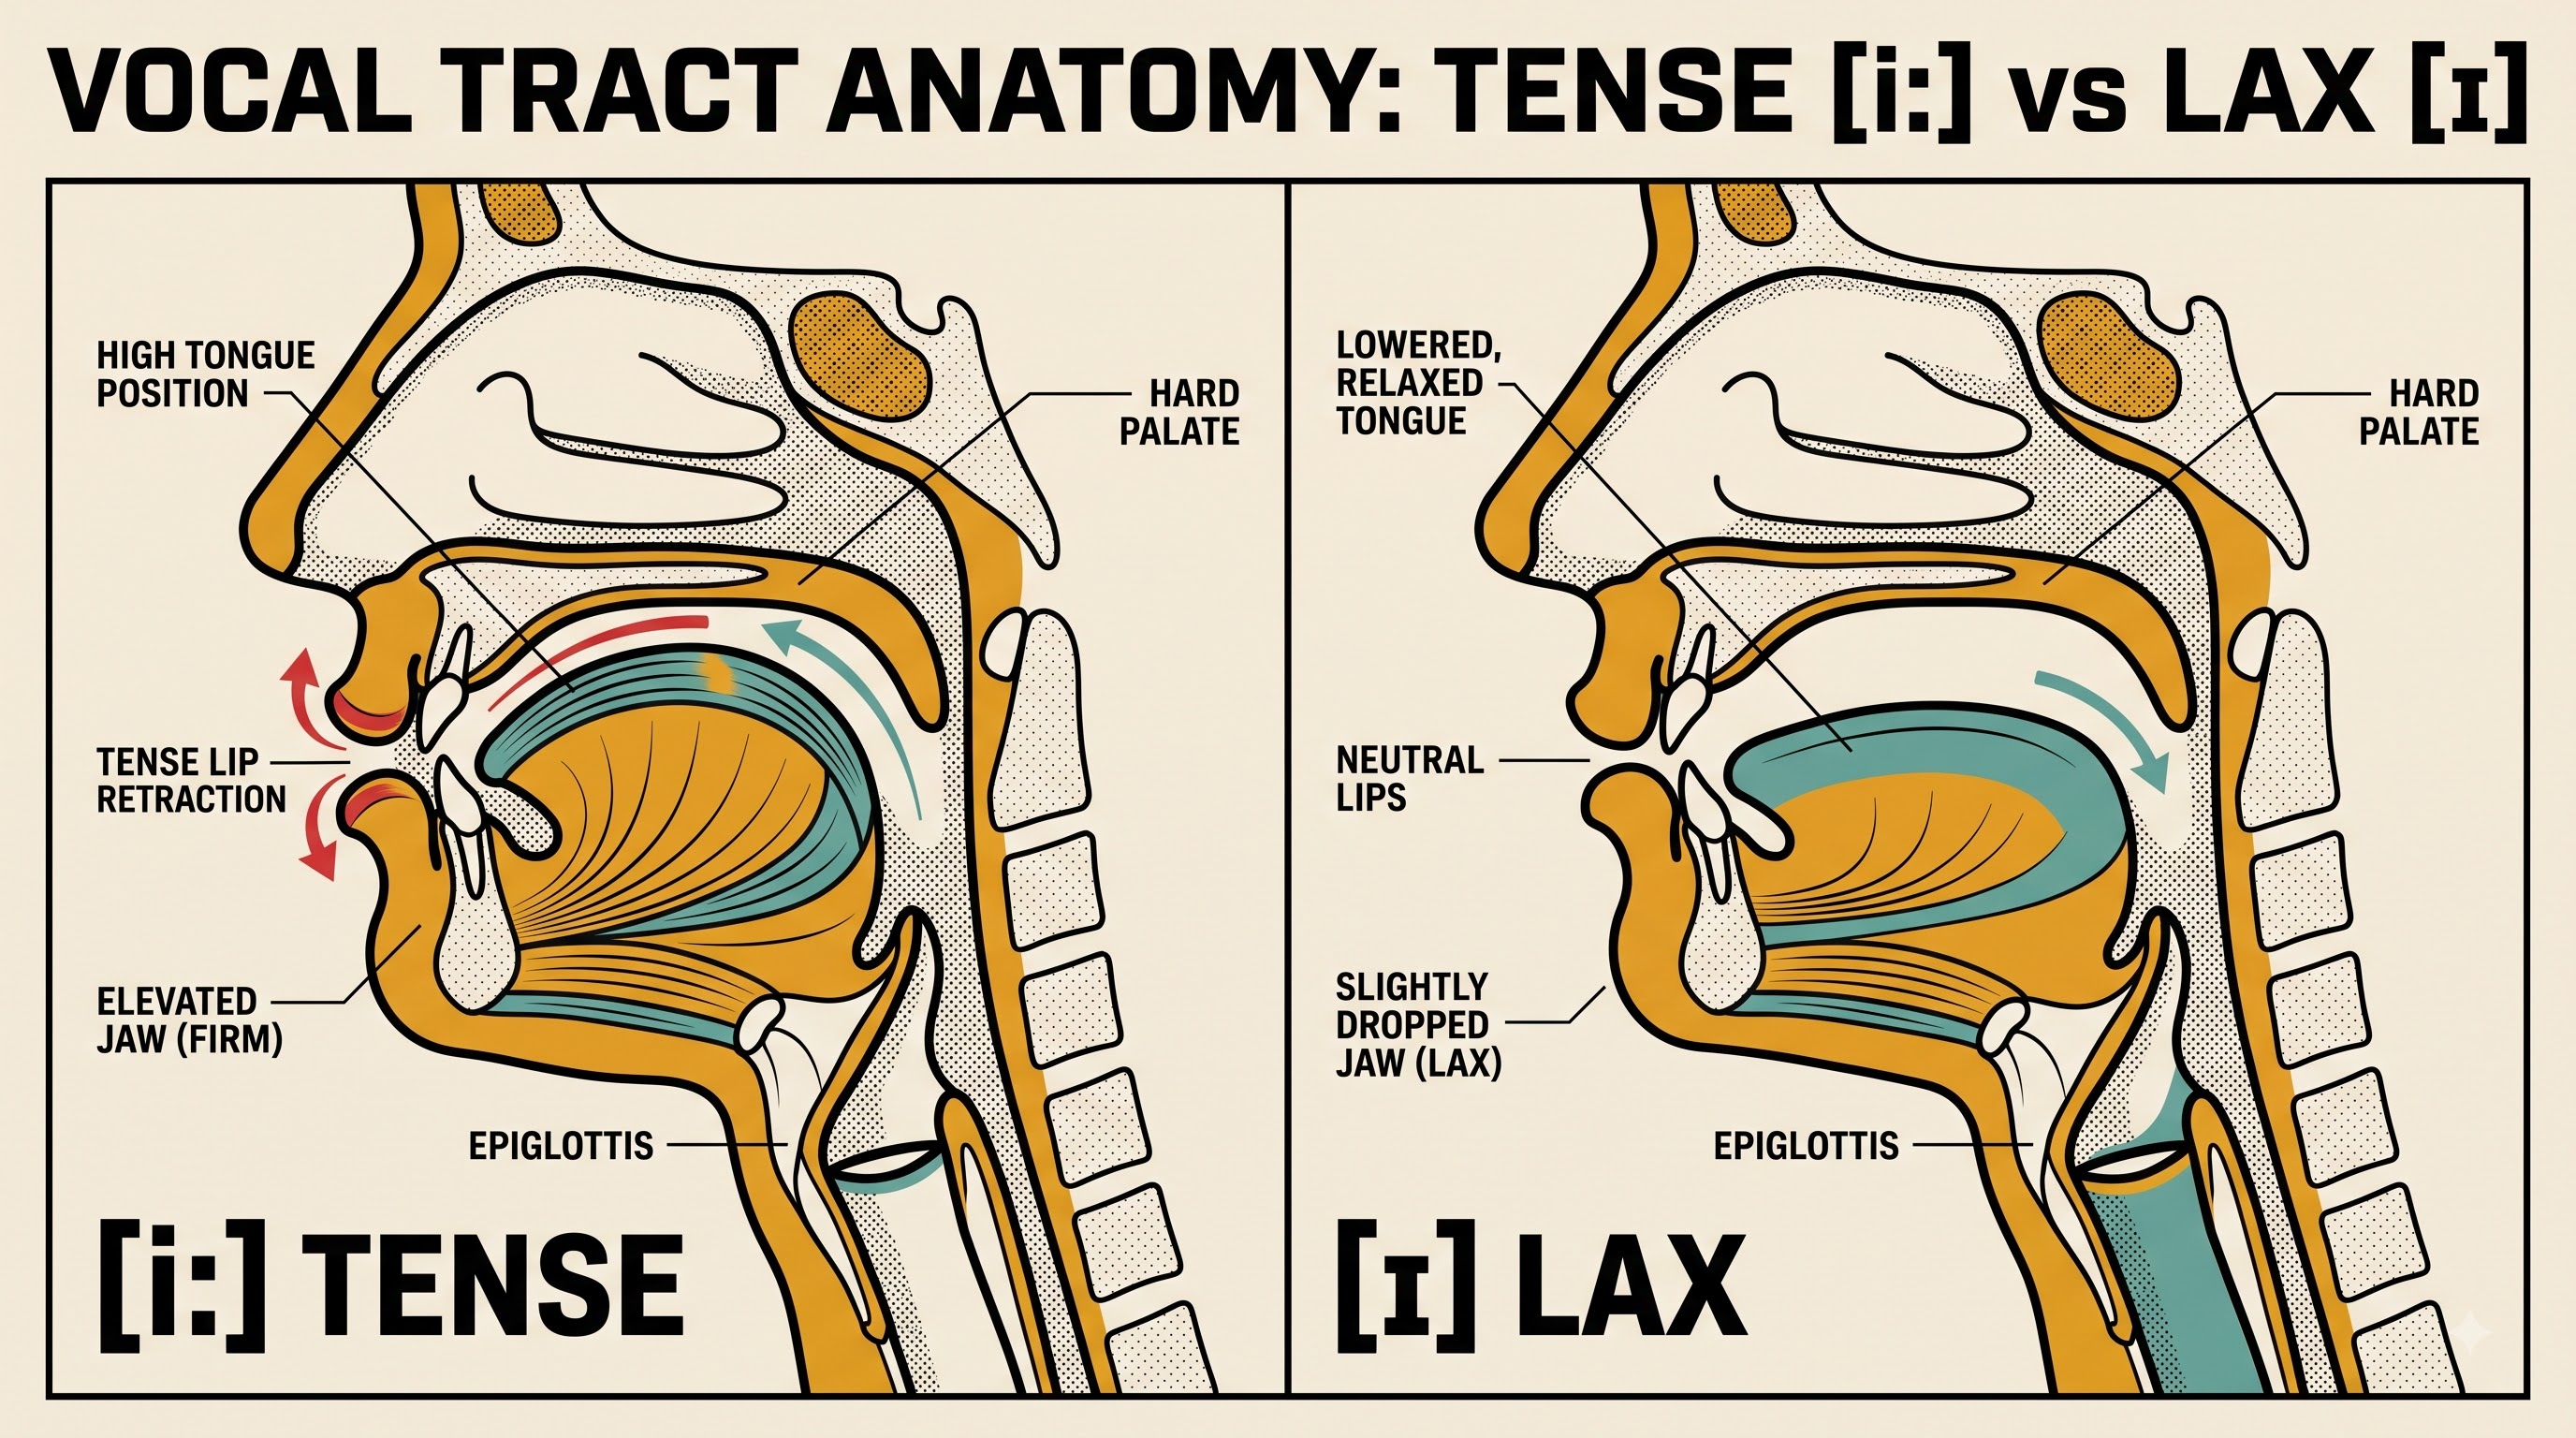 VOCAL TRACT ANATOMY: TENSE [i:] vs LAX [ɪ]
HIGH TONGUE
POSITION
HARD
PALATE
TENSE LIP
RETRACTION
ELEVATED
JAW (FIRM)
EPIGLOTTIS
[i:] TENSE
LOWERED,
RELAXED
TONGUE
HARD
PALATE
NEUTRAL
LIPS
SLIGHTLY
DROPPED
JAW (LAX)
EPIGLOTTIS
[ɪ] LAX